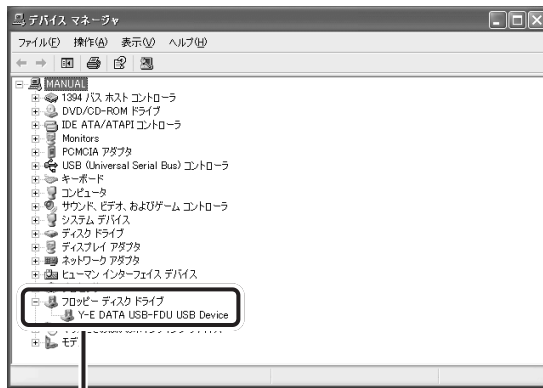 デバイス マネージャ
ファイル(F) 操作(A) 表示(V) ヘルプ(H)
MANUAL
1394 バス ホスト コントローラ
DVD/CD-ROM ドライブ
IDE ATA/ATAPI コントローラ
Monitors
PCMCIA アダプタ
USB (Universal Serial Bus) コントローラ
キーボード
コンピュータ
サウンド、ビデオ、およびゲーム コントローラ
システム デバイス
ディスク ドライブ
ディスプレイ アダプタ
ネットワーク アダプタ
ヒューマン インターフェイス デバイス
フロッピー ディスク ドライブ
Y-E DATA USB-FDU USB Device
モデ